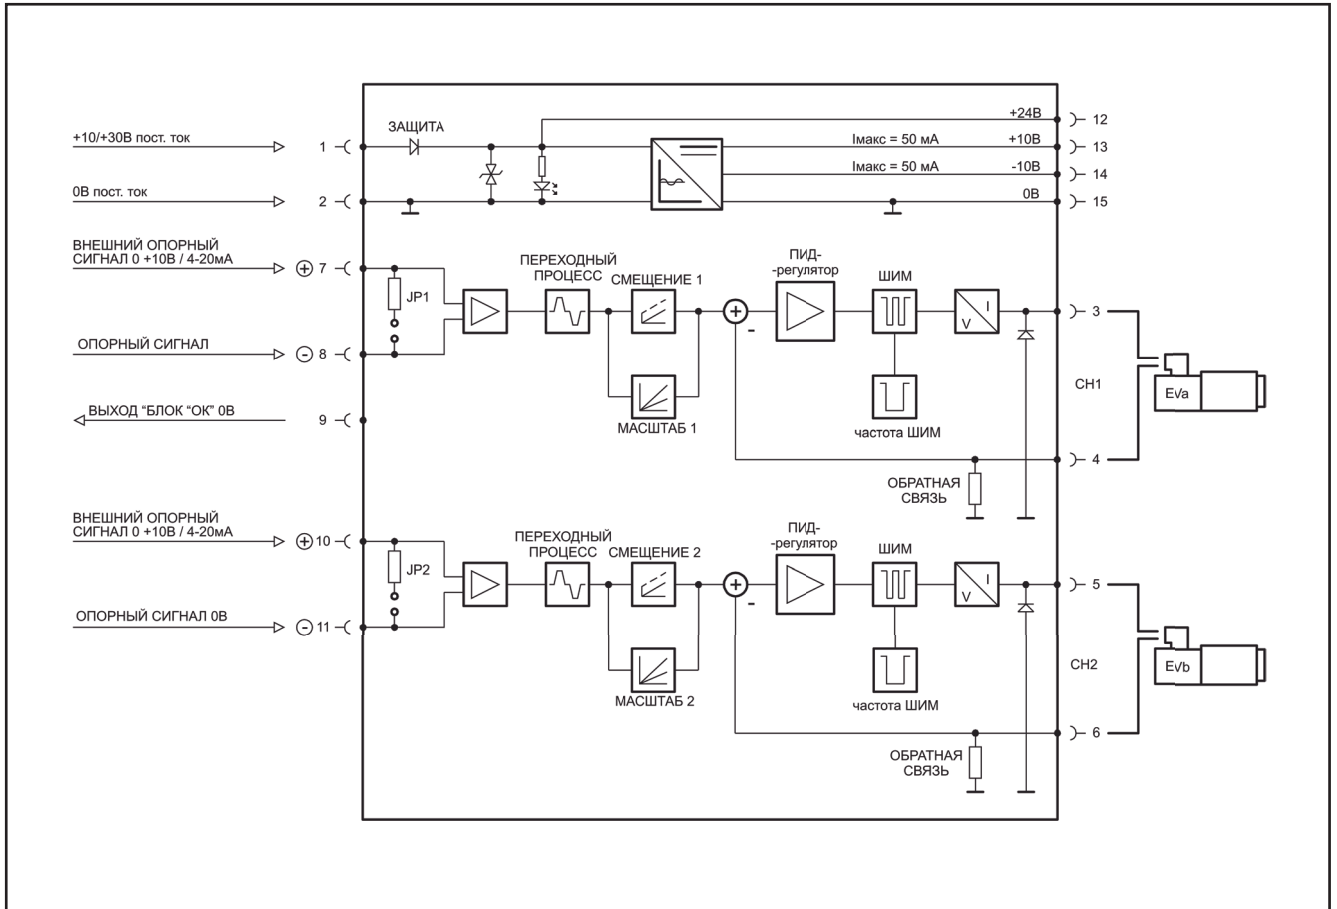 +24В
12
ЗАЩИТА
+10/+30В пост. ток
1
Iмакс = 50 мА
+10В
13
Iмакс = 50 мА
-10В
14
0В пост. ток
2
0В
15
ВНЕШНИЙ ОПОРНЫЙ
СИГНАЛ 0 +10В / 4-20мА
+ 7
JP1
ПЕРЕХОДНЫЙ
ПРОЦЕСС
СМЕЩЕНИЕ 1
+
-
ПИД-
-регулятор
ШИМ
I
V
3
ОПОРНЫЙ СИГНАЛ
- 8
CH1
EVa
ВЫХОД "БЛОК "ОК" 0В
9
МАСШТАБ 1
частота ШИМ
4
ОБРАТНАЯ
СВЯЗЬ
ВНЕШНИЙ ОПОРНЫЙ
СИГНАЛ 0 +10В / 4-20мА
+ 10
JP2
ПЕРЕХОДНЫЙ
ПРОЦЕСС
СМЕЩЕНИЕ 2
+
-
ПИД-
-регулятор
ШИМ
I
V
5
ОПОРНЫЙ СИГНАЛ 0В
- 11
CH2
EVb
МАСШТАБ 2
частота ШИМ
6
ОБРАТНАЯ
СВЯЗЬ